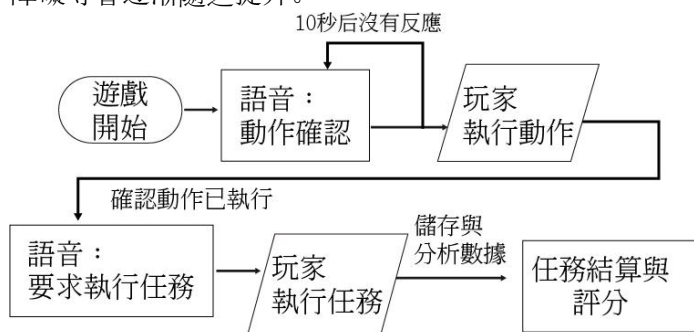 10秒后沒有反應
遊戲
開始
語音：
動作確認
玩家
執行動作
確認動作已執行
語音：
要求執行任務
玩家
執行任務
儲存與
分析數據
任務結算與
評分